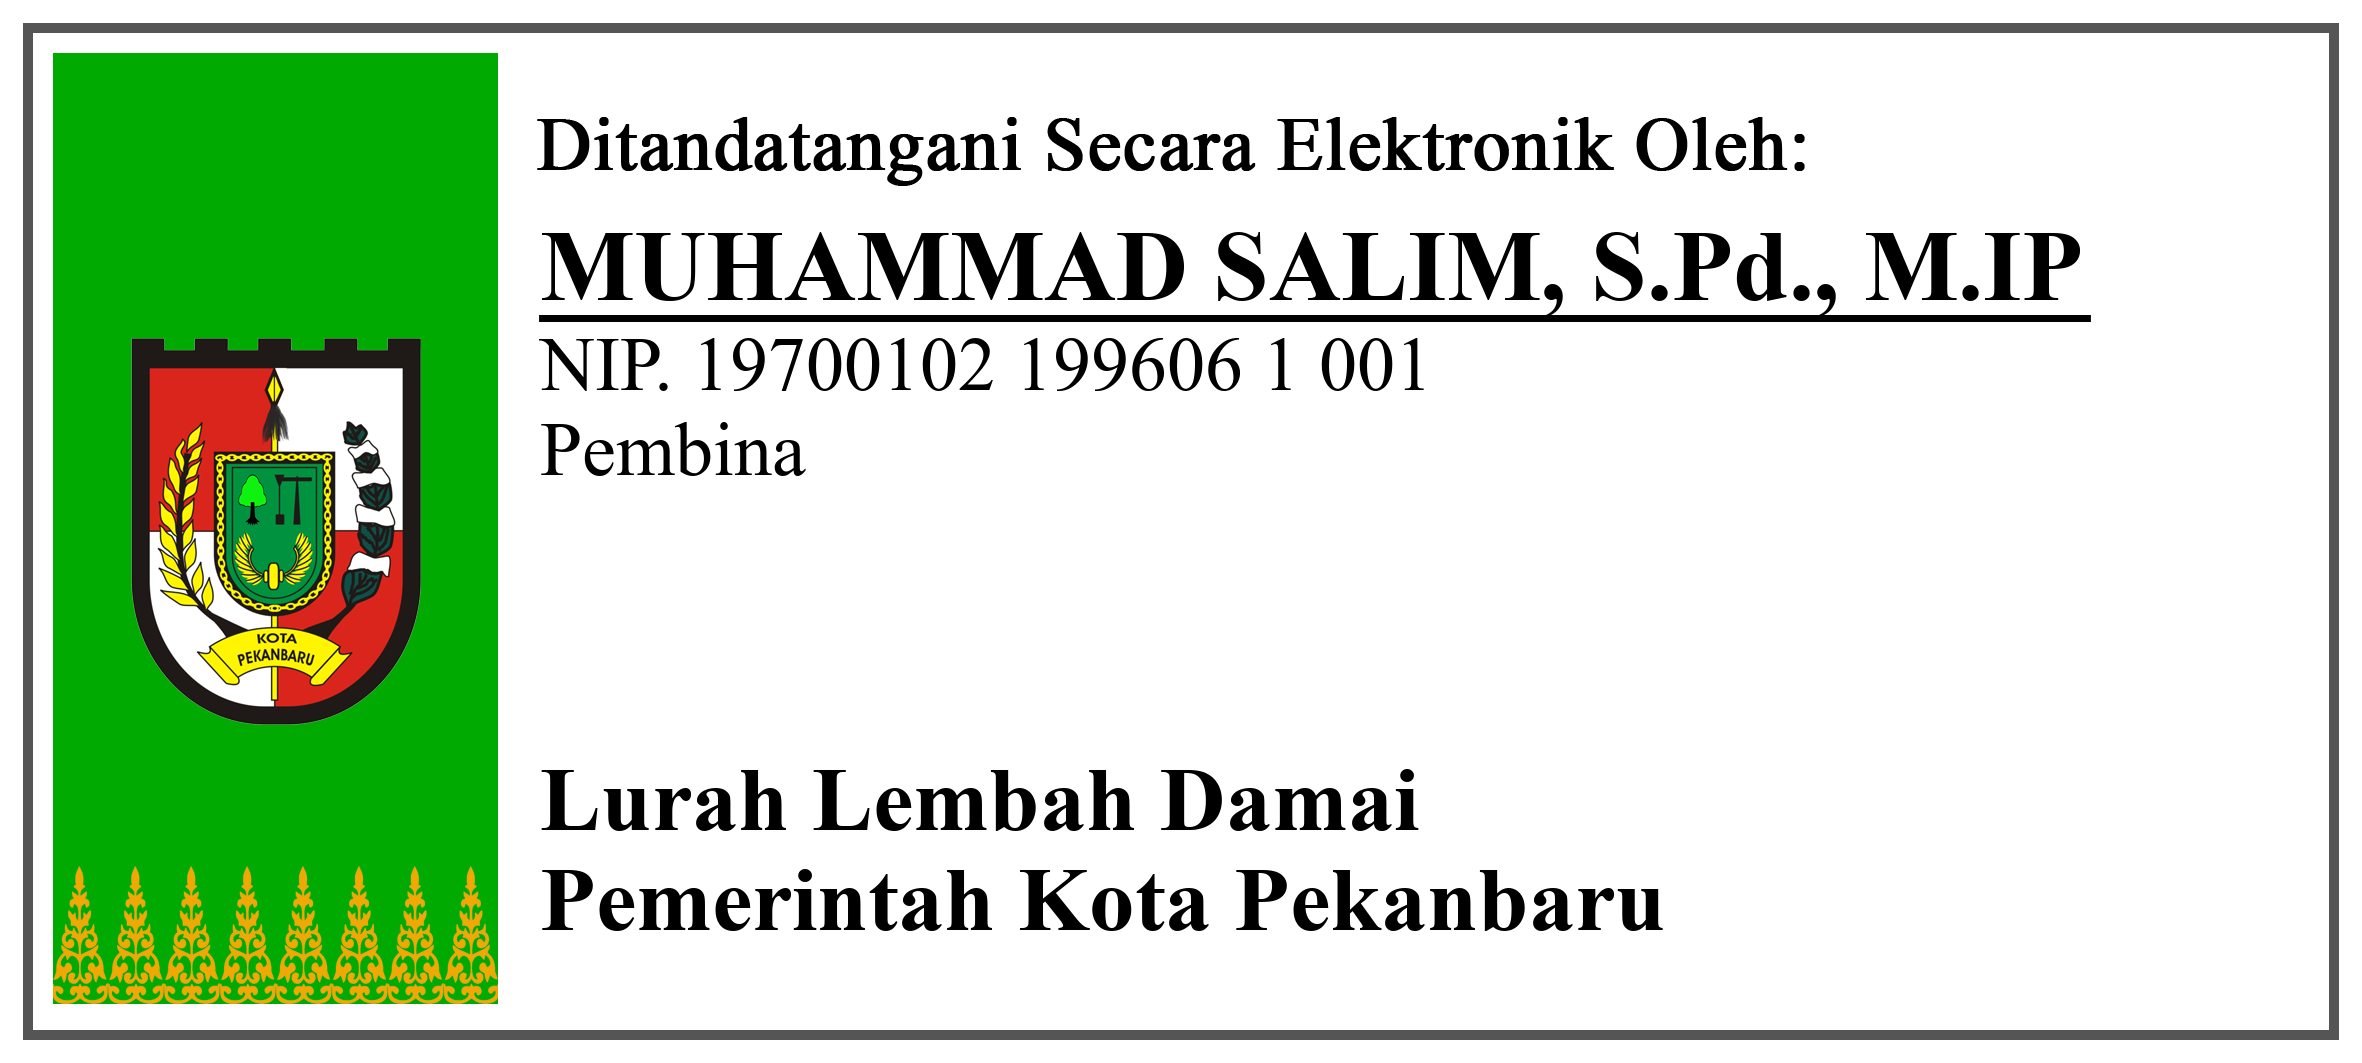 Ditandatangani Secara Elektronik Oleh:
MUHAMMAD SALIM, S.Pd., M.IP
NIP. 19700102 199606 1 001
Pembina
KOTA
PEKANBARU
Lurah Lembah Damai
Pemerintah Kota Pekanbaru